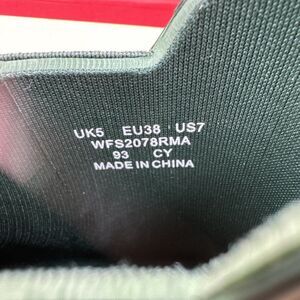 UK5 EU38 US7
WFS2078RMA
93 CY
MADE IN CHINA